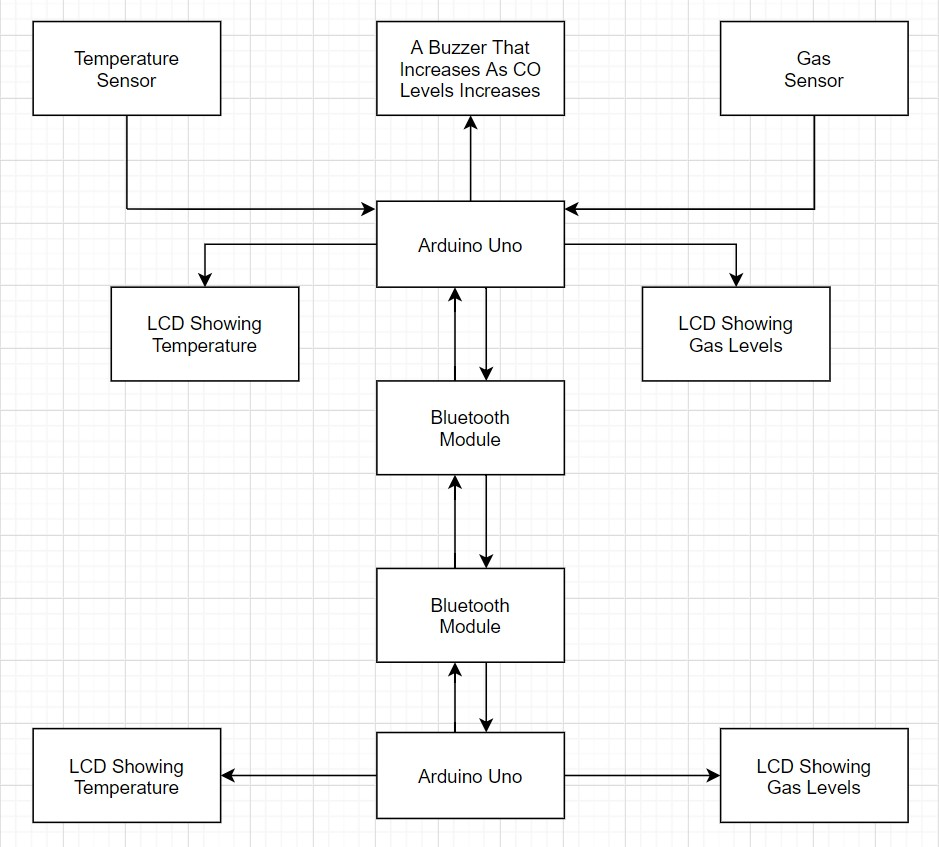 Temperature
Sensor
A Buzzer That
Increases As CO
Levels Increases
Gas
Sensor
Arduino Uno
LCD Showing
Temperature
LCD Showing
Gas Levels
Bluetooth
Module
Bluetooth
Module
LCD Showing
Temperature
Arduino Uno
LCD Showing
Gas Levels